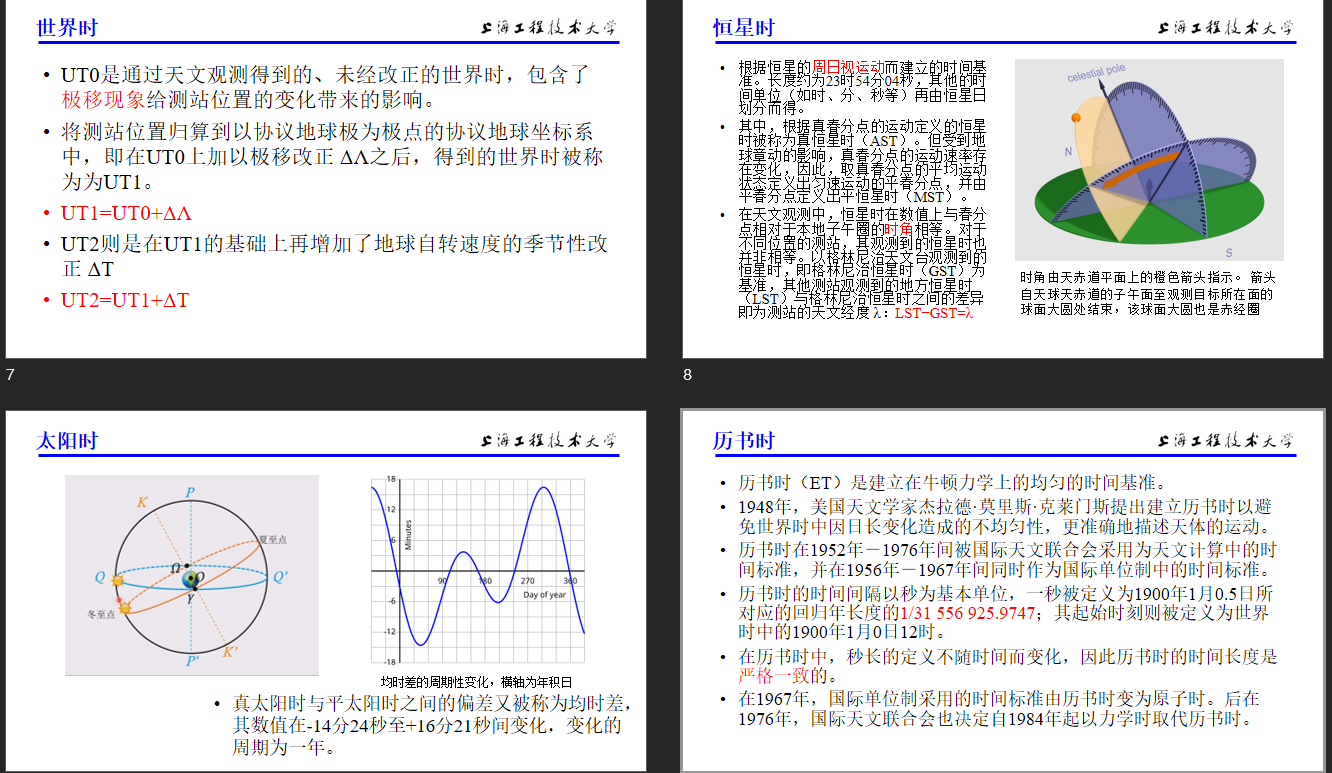 世界时
上海工程技术大学
• UT0是通过天文观测得到的、未经改正的世界时，包含了
极移现象给测站位置的变化带来的影响。
• 将测站位置归算到以协议地球极为极点的协议地球坐标系
中，即在UT0上加以极移改正 ΔΛ之后，得到的世界时被称
为为UT1。
• UT1=UT0+ΔΛ
• UT2则是在UT1的基础上再增加了地球自转速度的季节性改
正 ΔT
• UT2=UT1+ΔT
7
恒星时
上海工程技术大学
• 根据恒星的周日视运动而建立的时间基
准。长度约为23时54分04秒，其他的时
间单位（如时、分、秒等）再由恒星日
划分而得。
• 其中，根据真春分点的运动定义的恒星
时被称为真恒星时（AST）。但受到地
球章动的影响，真春分点的运动速率存
在变化，因此，取真春分点的平均运动
状态定义出匀速运动的平春分点，并由
平春分点定义出平恒星时（MST）。
• 在天文观测中，恒星时在数值上与春分
点相对于本地子午圈的时角相等。对于
不同位置的测站，其观测到的恒星时也
并非相等。以格林尼治天文台观测到的
恒星时，即格林尼治恒星时（GST）为
基准，其他测站观测到的地方恒星时
（LST）与格林尼治恒星时之间的差异
即为测站的天文经度 λ：LST−GST=λ
celestial pole
N
S
时角由天赤道平面上的橙色箭头指示。 箭头
自天球天赤道的子午面至观测目标所在面的
球面大圆处结束，该球面大圆也是赤经圈
8
太阳时
上海工程技术大学
K
P
夏至点
Q
Ω
O
Q'
γ
冬至点
P'
K'
18
12
6
Minutes
90
180
270
360
Day of year
-6
-12
-18
均时差的周期性变化，横轴为年积日
• 真太阳时与平太阳时之间的偏差又被称为均时差，
其数值在-14分24秒至+16分21秒间变化，变化的
周期为一年。
历书时
上海工程技术大学
• 历书时（ET）是建立在牛顿力学上的均匀的时间基准。
• 1948年，美国天文学家杰拉德·莫里斯·克莱门斯提出建立历书时以避
免世界时中因日长变化造成的不均匀性，更准确地描述天体的运动。
• 历书时在1952年－1976年间被国际天文联合会采用为天文计算中的时
间标准，并在1956年－1967年间同时作为国际单位制中的时间标准。
• 历书时的时间间隔以秒为基本单位，一秒被定义为1900年1月0.5日所
对应的回归年长度的1/31 556 925.9747；其起始时刻则被定义为世界
时中的1900年1月0日12时。
• 在历书时中，秒长的定义不随时间而变化，因此历书时的时间长度是
严格一致的。
• 在1967年，国际单位制采用的时间标准由历书时变为原子时。后在
1976年，国际天文联合会也决定自1984年起以力学时取代历书时。